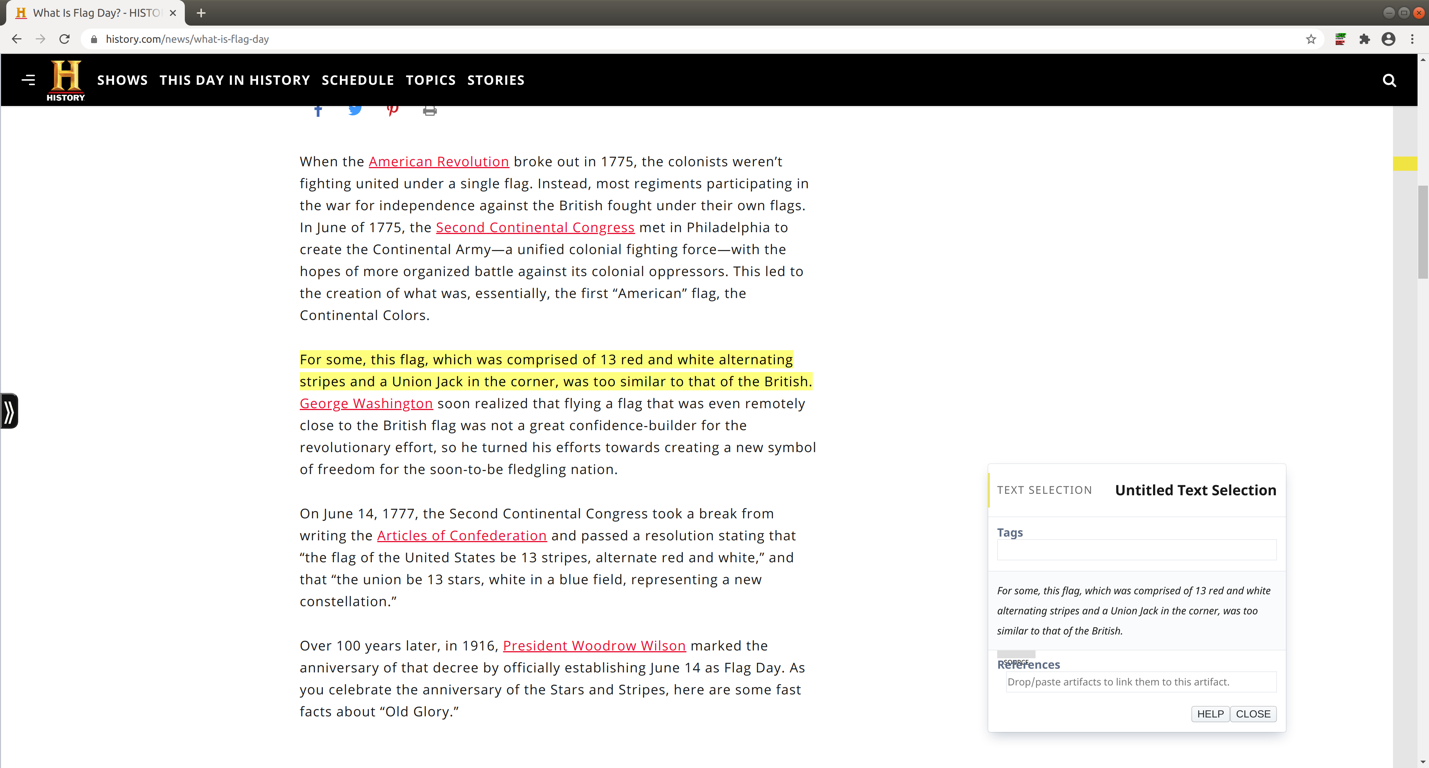 What Is Flag Day? - HISTO
history.com/news/what-is-flag-day
H
HISTORY
SHOWS THIS DAY IN HISTORY SCHEDULE TOPICS STORIES
When the American Revolution broke out in 1775, the colonists weren’t
fighting united under a single flag. Instead, most regiments participating in
the war for independence against the British fought under their own flags.
In June of 1775, the Second Continental Congress met in Philadelphia to
create the Continental Army—a unified colonial fighting force—with the
hopes of more organized battle against its colonial oppressors. This led to
the creation of what was, essentially, the first “American” flag, the
Continental Colors.
For some, this flag, which was comprised of 13 red and white alternating
stripes and a Union Jack in the corner, was too similar to that of the British.
George Washington soon realized that flying a flag that was even remotely
close to the British flag was not a great confidence-builder for the
revolutionary effort, so he turned his efforts towards creating a new symbol
of freedom for the soon-to-be fledgling nation.
On June 14, 1777, the Second Continental Congress took a break from
writing the Articles of Confederation and passed a resolution stating that
“the flag of the United States be 13 stripes, alternate red and white,” and
that “the union be 13 stars, white in a blue field, representing a new
constellation.”
Over 100 years later, in 1916, President Woodrow Wilson marked the
anniversary of that decree by officially establishing June 14 as Flag Day. As
you celebrate the anniversary of the Stars and Stripes, here are some fast
facts about “Old Glory.”
TEXT SELECTION Untitled Text Selection
Tags
For some, this flag, which was comprised of 13 red and white
alternating stripes and a Union Jack in the corner, was too
similar to that of the British.
References
Drop/paste artifacts to link them to this artifact.
HELP CLOSE